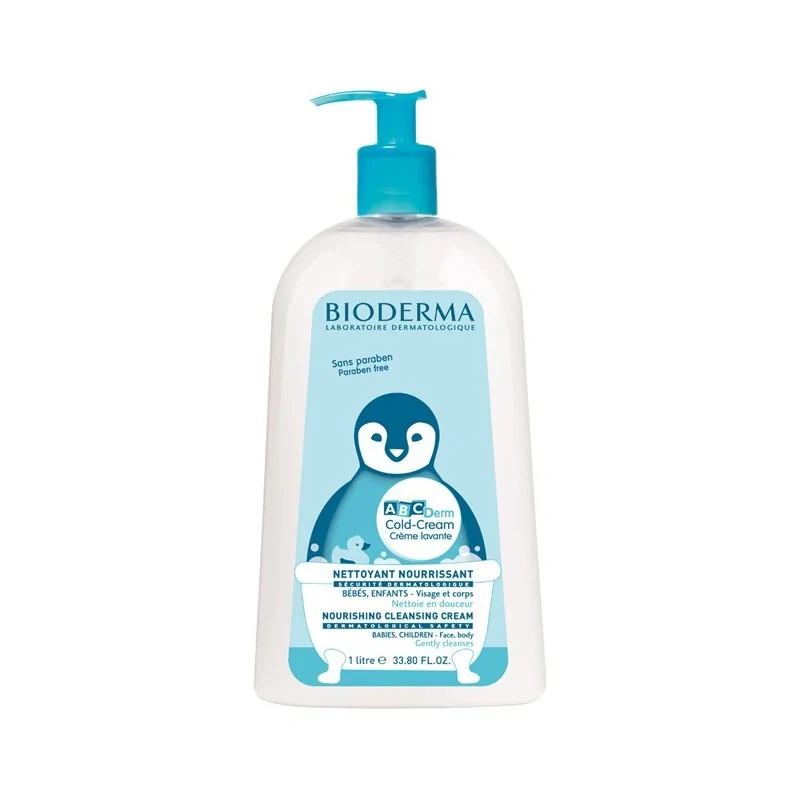 BIODERMA
LABORATOIRE DERMATOLOGIQUE
Sans paraben
Paraben free
ABCDerm
Cold-Cream
Crème lavante
NETTOYANT NOURRISSANT
SÉCURITÉ DERMATOLOGIQUE
BÉBÉS, ENFANTS - Visage et corps
Nettoie en douceur
NOURISHING CLEANSING CREAM
DERMATOLOGICAL SAFETY
BABIES, CHILDREN - Face, body
Gently cleanses
1 litre ℮ 33.80 FL.OZ.